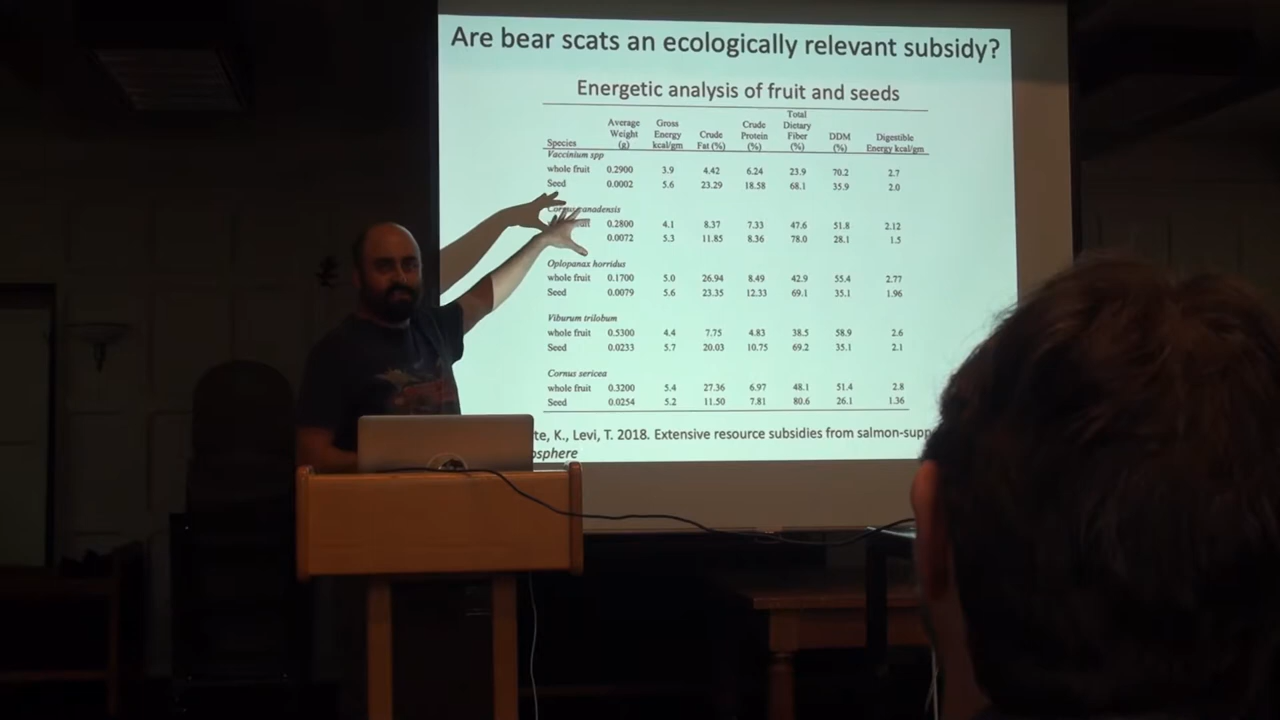 Are bear scats an ecologically relevant subsidy?
Energetic analysis of fruit and seeds
Species Average Weight (g) Gross Energy kcal/gm Crude Fat (%) Crude Protein (%) Total Dietary Fiber (%) DDM (%) Digestible Energy kcal/gm
Vaccinium spp
whole fruit 0.2900 3.9 4.42 6.24 23.9 70.2 2.7
Seed 0.0002 5.6 23.29 18.58 68.1 35.9 2.0
0.2800 4.1 8.37 7.33 47.6 51.8 2.12
0.0072 5.3 11.85 8.36 78.0 28.1 1.5
Oplopanax horridus
whole fruit 0.1700 5.0 26.94 8.49 42.9 55.4 2.77
Seed 0.0079 5.6 23.35 12.33 69.1 35.1 1.96
Viburum trilobum
whole fruit 0.5300 4.4 7.75 4.83 38.5 58.9 2.6
Seed 0.0233 5.7 20.03 10.75 69.2 35.1 2.1
Cornus sericea
whole fruit 0.3200 5.4 27.36 6.97 48.1 51.4 2.8
Seed 0.0254 5.2 11.50 7.81 80.6 26.1 1.36
te, K., Levi, T. 2018. Extensive resource subsidies from salmon-supp
osphere